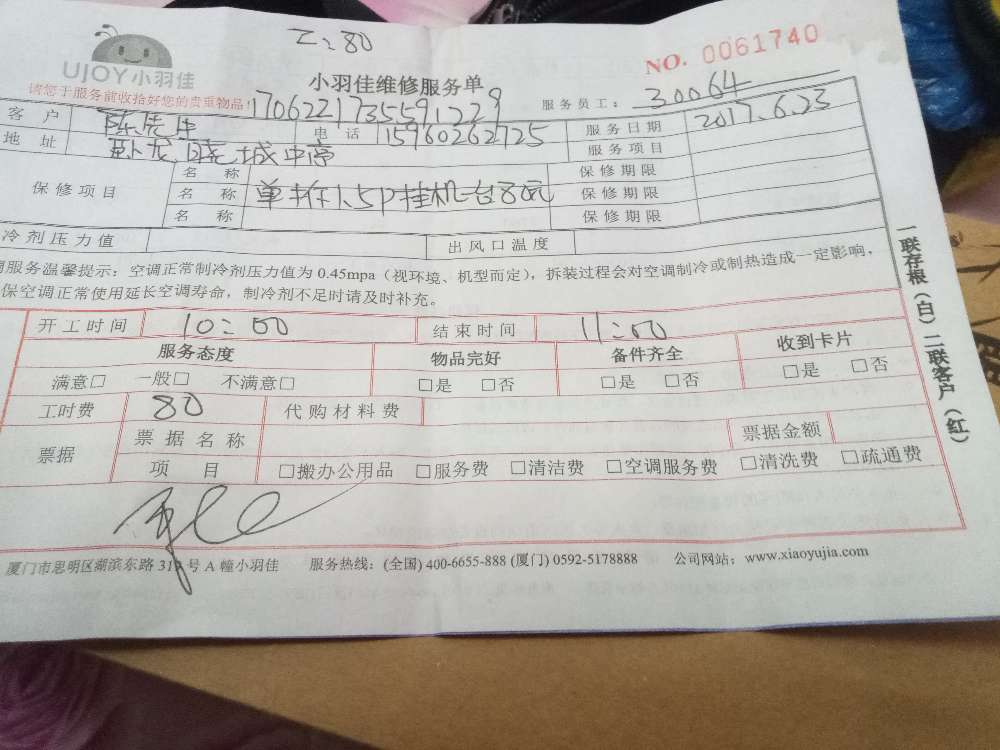 工:80
NO. 0061740
UJOY小羽佳
小羽佳维修服务单
请您于服务前收拾好您的贵重物品!
1706221735591229
服务员工: 30064
客 户 陈 电 话 15960262725 服务日期 2017.6.23
地 址 卧龙晓城中亭 服务项目
保修项目
名 称 保修期限
名 称 单拆1.5P挂机一台80元 保修期限
名 称 保修期限
冷剂压力值 出风口温度
调服务温馨提示:空调正常制冷剂压力值为 0.45mpa(视环境、机型而定),拆装过程会对空调制冷或制热造成一定影响,
保空调正常使用延长空调寿命,制冷剂不足时请及时补充。
开工时间 10:00 结束时间 11:00
服务态度 物品完好 备件齐全 收到卡片
满意□ 一般□ 不满意□ □是 □否 □是 □否 □是 □否
工时费 80 代购材料费
票据 票据名称 票据金额
项 目 □搬办公用品 □服务费 □清洁费 □空调服务费 □清洗费 □疏通费
厦门市思明区湖滨东路 31 号 A 幢小羽佳 服务热线:(全国) 400-6655-888 (厦门) 0592-5178888 公司网站:www.xiaoyujia.com
一联存根(白)二联客户(红)